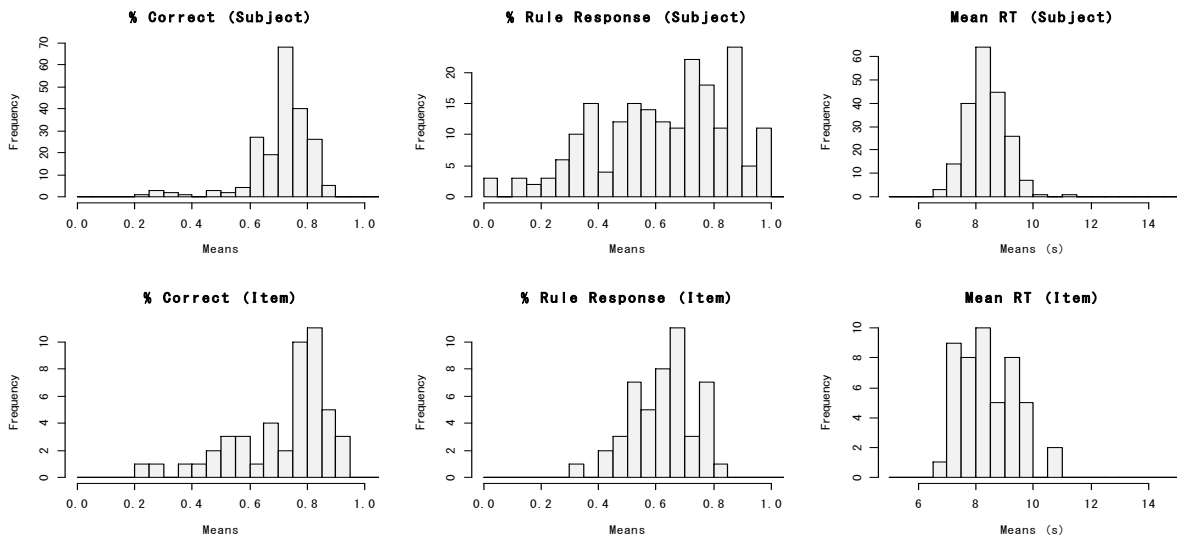 % Correct (Subject)
Frequency
0 10 20 30 40 50 60 70
0.0 0.2 0.4 0.6 0.8 1.0
Means
% Rule Response (Subject)
Frequency
0 5 10 15 20
0.0 0.2 0.4 0.6 0.8 1.0
Means
Mean RT (Subject)
Frequency
0 10 20 30 40 50 60
6 8 10 12 14
Means (s)
% Correct (Item)
Frequency
0 2 4 6 8 10
0.0 0.2 0.4 0.6 0.8 1.0
Means
% Rule Response (Item)
Frequency
0 2 4 6 8 10
0.0 0.2 0.4 0.6 0.8 1.0
Means
Mean RT (Item)
Frequency
0 2 4 6 8 10
6 8 10 12 14
Means (s)